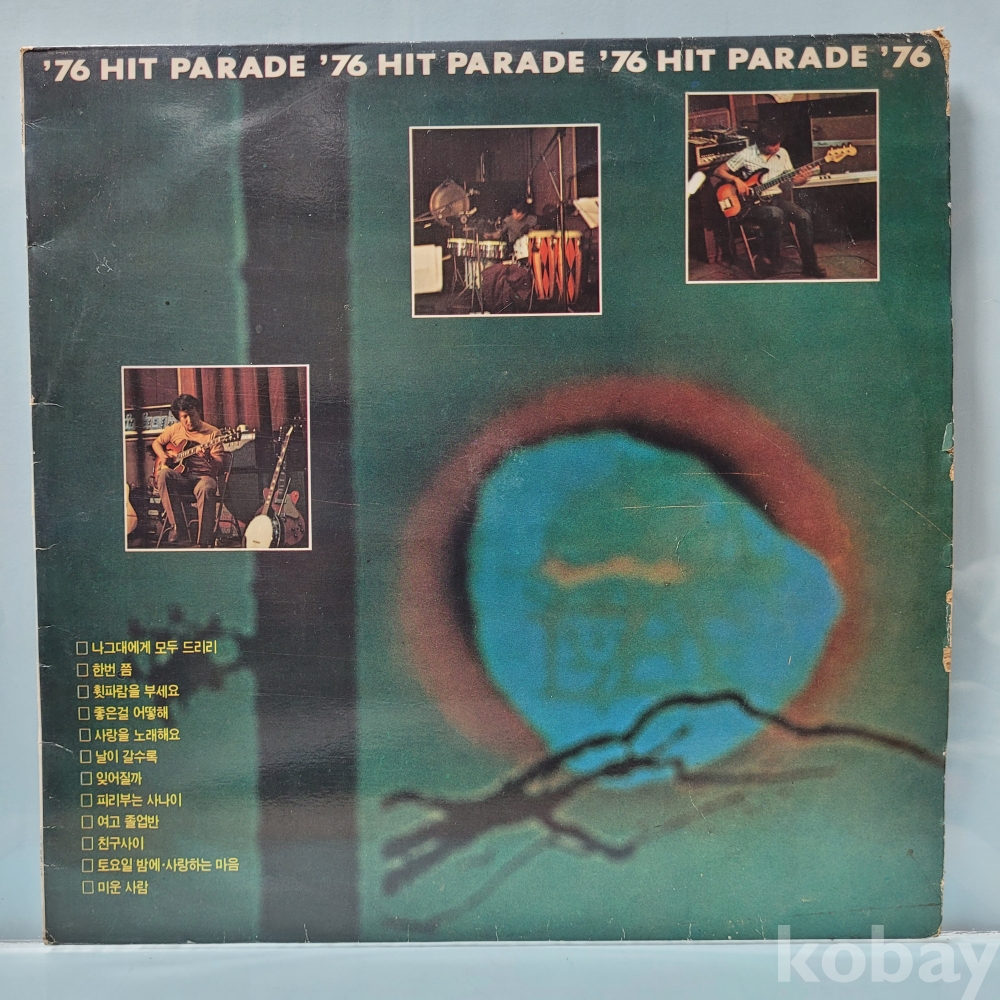 ’76 HIT PARADE ’76 HIT PARADE ’76 HIT PARADE ’76
□ 나그대에게 모두 드리리
□ 한번 쯤
□ 휫파람을 부세요
□ 좋은걸 어떻해
□ 사랑을 노래해요
□ 날이 갈수록
□ 잊어질까
□ 피리부는 사나이
□ 여고 졸업반
□ 친구사이
□ 토요일 밤에·사랑하는 마음
□ 미운 사람
kobay